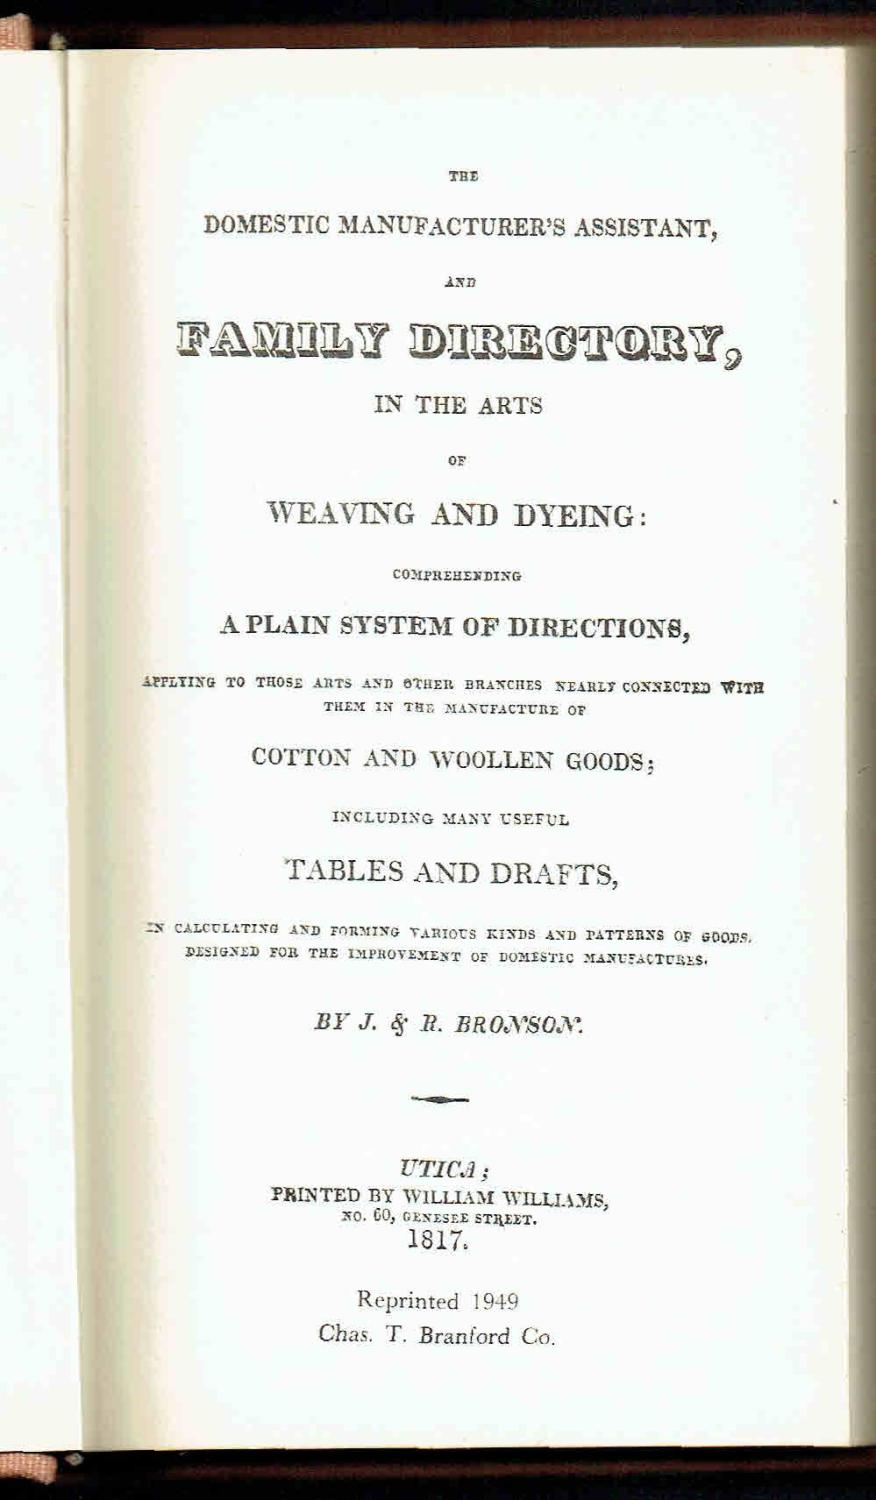 THE
DOMESTIC MANUFACTURER'S ASSISTANT,
AND
FAMILY DIRECTORY,
IN THE ARTS
OF
WEAVING AND DYEING:
COMPREHENDING
A PLAIN SYSTEM OF DIRECTIONS,
APPLYING TO THOSE ARTS AND OTHER BRANCHES NEARLY CONNECTED WITH
THEM IN THE MANUFACTURE OF
COTTON AND WOOLLEN GOODS;
INCLUDING MANY USEFUL
TABLES AND DRAFTS,
IN CALCULATING AND FORMING VARIOUS KINDS AND PATTERNS OF GOODS.
DESIGNED FOR THE IMPROVEMENT OF DOMESTIC MANUFACTURES.
BY J. & R. BRONSON.
UTICA;
PRINTED BY WILLIAM WILLIAMS,
NO. 60, GENESEE STREET.
1817.
Reprinted 1949
Chas. T. Branford Co.